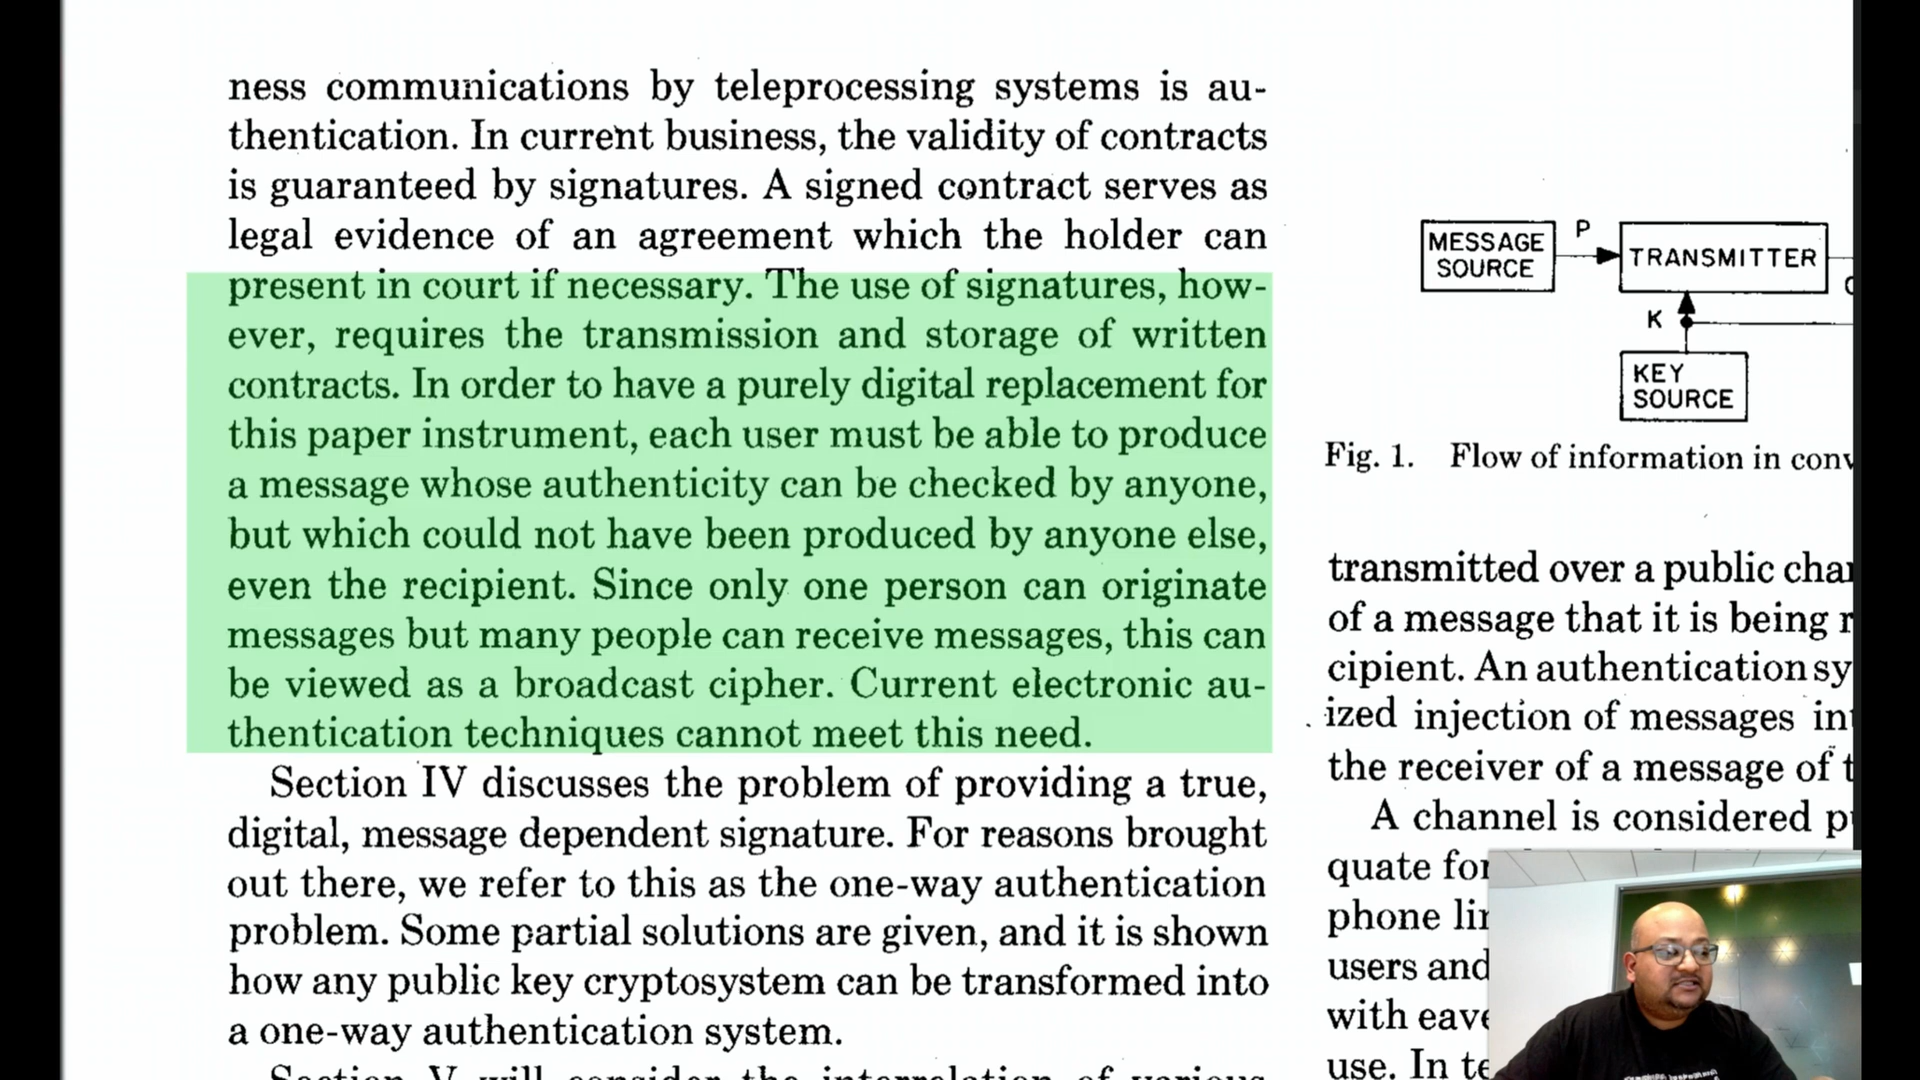 ness communications by teleprocessing systems is au-
thentication. In current business, the validity of contracts
is guaranteed by signatures. A signed contract serves as
legal evidence of an agreement which the holder can
present in court if necessary. The use of signatures, how-
ever, requires the transmission and storage of written
contracts. In order to have a purely digital replacement for
this paper instrument, each user must be able to produce
a message whose authenticity can be checked by anyone,
but which could not have been produced by anyone else,
even the recipient. Since only one person can originate
messages but many people can receive messages, this can
be viewed as a broadcast cipher. Current electronic au-
thentication techniques cannot meet this need.
Section IV discusses the problem of providing a true,
digital, message dependent signature. For reasons brought
out there, we refer to this as the one-way authentication
problem. Some partial solutions are given, and it is shown
how any public key cryptosystem can be transformed into
a one-way authentication system.
Section V will consider the interrelation of various
MESSAGE
SOURCE
P
TRANSMITTER
K
KEY
SOURCE
Fig. 1. Flow of information in conv
transmitted over a public
of a message that it is being
cipient. An authentication sy
ized injection of messages in
the receiver of a message of
A channel is considered
quate for
phone
users and
with
use. In